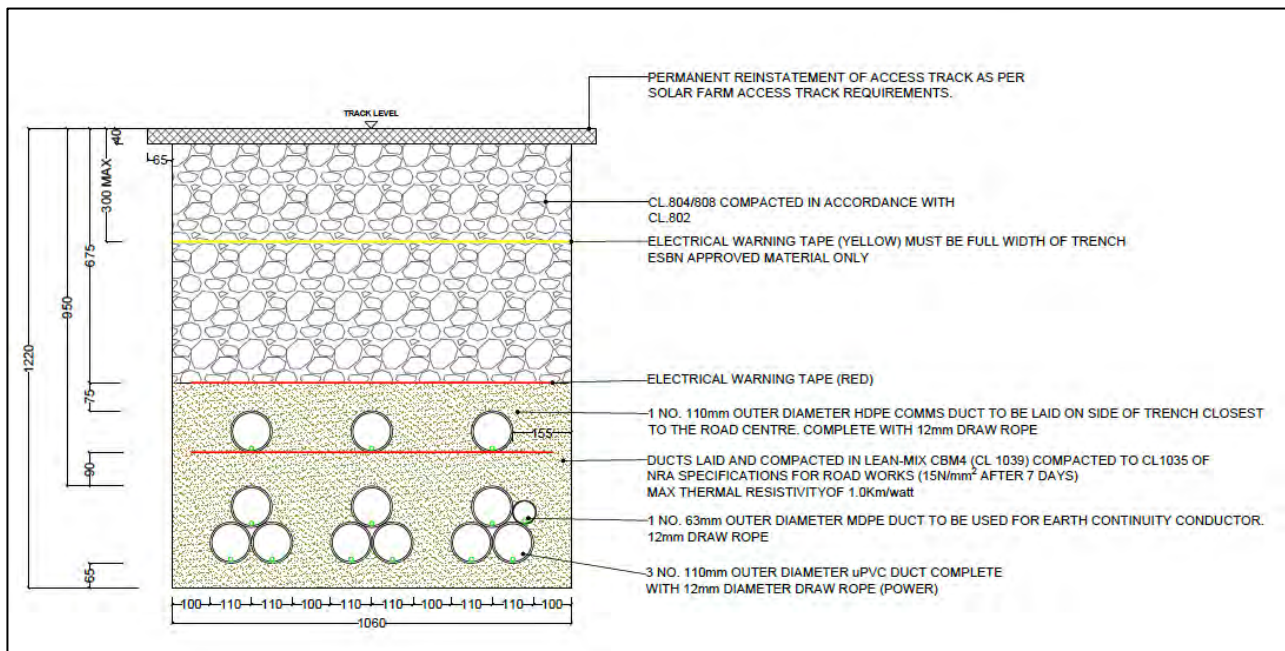 PERMANENT REINSTATEMENT OF ACCESS TRACK AS PER
SOLAR FARM ACCESS TRACK REQUIREMENTS.
TRACK LEVEL
40
65
300 MAX
CL.804/808 COMPACTED IN ACCORDANCE WITH
CL.802
ELECTRICAL WARNING TAPE (YELLOW) MUST BE FULL WIDTH OF TRENCH
ESBN APPROVED MATERIAL ONLY
675
950
1220
ELECTRICAL WARNING TAPE (RED)
75
1 NO. 110mm OUTER DIAMETER HDPE COMMS DUCT TO BE LAID ON SIDE OF TRENCH CLOSEST
TO THE ROAD CENTRE. COMPLETE WITH 12mm DRAW ROPE
155
90
DUCTS LAID AND COMPACTED IN LEAN-MIX CBM4 (CL 1039) COMPACTED TO CL1035 OF
NRA SPECIFICATIONS FOR ROAD WORKS (15N/mm² AFTER 7 DAYS)
MAX THERMAL RESISTIVITYOF 1.0Km/watt
1 NO. 63mm OUTER DIAMETER MDPE DUCT TO BE USED FOR EARTH CONTINUITY CONDUCTOR.
12mm DRAW ROPE
65
3 NO. 110mm OUTER DIAMETER uPVC DUCT COMPLETE
WITH 12mm DIAMETER DRAW ROPE (POWER)
100 110 110 100 110 110 100 110 110 100
1060